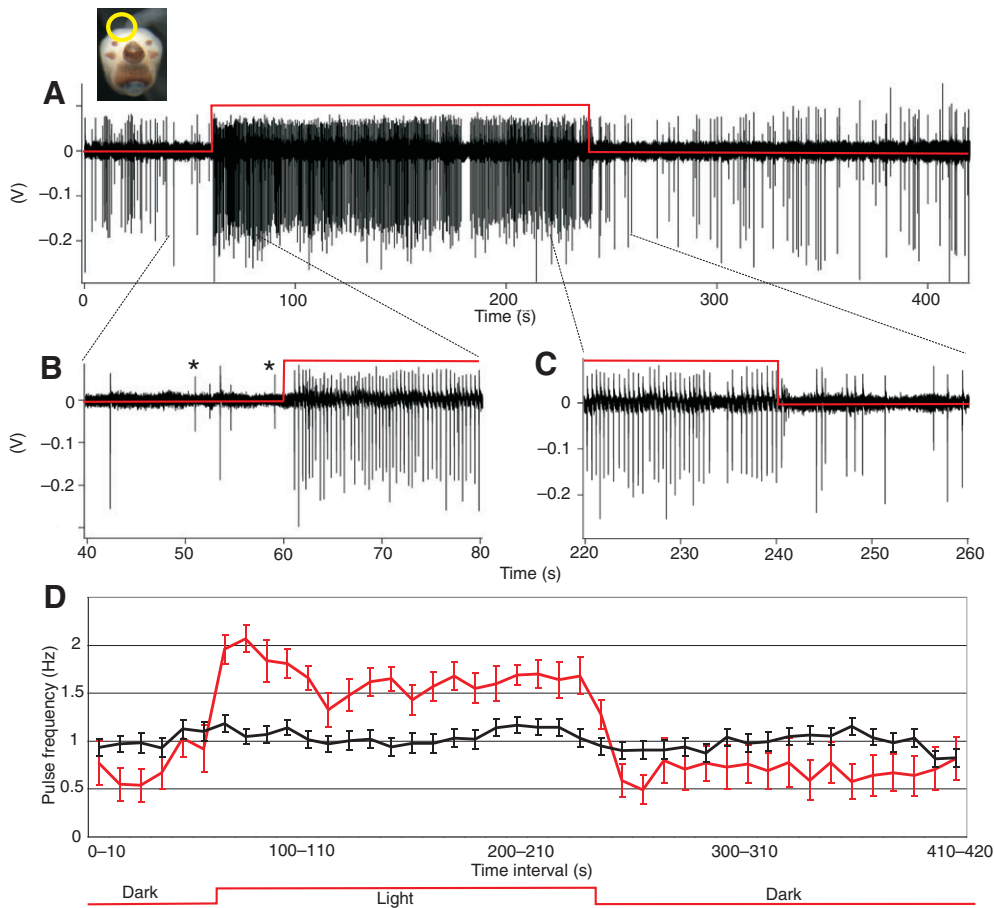 A
0
−0.1
−0.2
(V)
0
100
200
300
400
Time (s)
B
* *
0
−0.1
−0.2
(V)
40
50
60
70
80
C
0
−0.1
−0.2
220
230
240
250
260
Time (s)
D
2
1.5
1
0.5
0
Pulse frequency (Hz)
0–10
100–110
200–210
300–310
410–420
Time interval (s)
Dark
Light
Dark